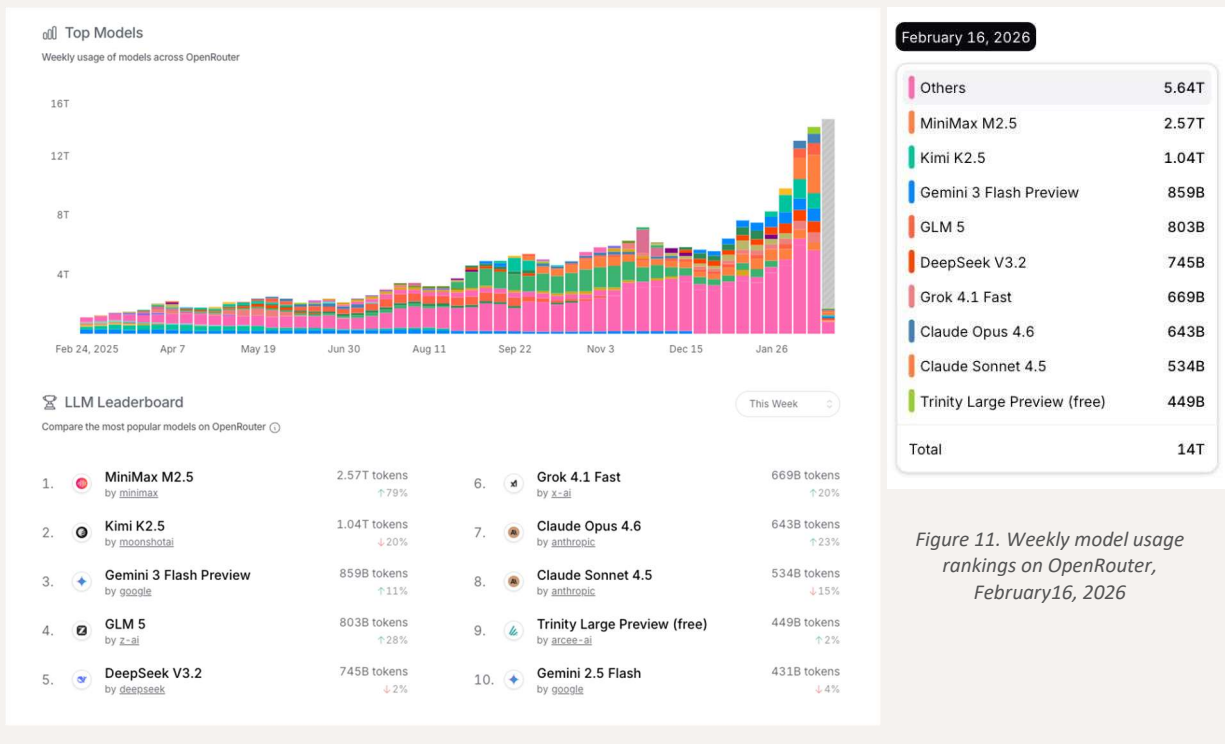 Top Models
Weekly usage of models across OpenRouter
16T
12T
8T
4T
Feb 24, 2025
Apr 7
May 19
Jun 30
Aug 11
Sep 22
Nov 3
Dec 15
Jan 26
LLM Leaderboard
This Week
Compare the most popular models on OpenRouter
1. MiniMax M2.5 2.57T tokens
by minimax ↑79%
2. Kimi K2.5 1.04T tokens
by moonshotai ↓20%
3. Gemini 3 Flash Preview 859B tokens
by google ↑11%
4. GLM 5 803B tokens
by z-ai ↑28%
5. DeepSeek V3.2 745B tokens
by deepseek ↓2%
6. Grok 4.1 Fast 669B tokens
by x-ai ↑20%
7. Claude Opus 4.6 643B tokens
by anthropic ↑23%
8. Claude Sonnet 4.5 534B tokens
by anthropic ↓15%
9. Trinity Large Preview (free) 449B tokens
by arcee-ai ↑2%
10. Gemini 2.5 Flash 431B tokens
by google ↓4%
February 16, 2026
Others 5.64T
MiniMax M2.5 2.57T
Kimi K2.5 1.04T
Gemini 3 Flash Preview 859B
GLM 5 803B
DeepSeek V3.2 745B
Grok 4.1 Fast 669B
Claude Opus 4.6 643B
Claude Sonnet 4.5 534B
Trinity Large Preview (free) 449B
Total 14T
Figure 11. Weekly model usage
rankings on OpenRouter,
February16, 2026